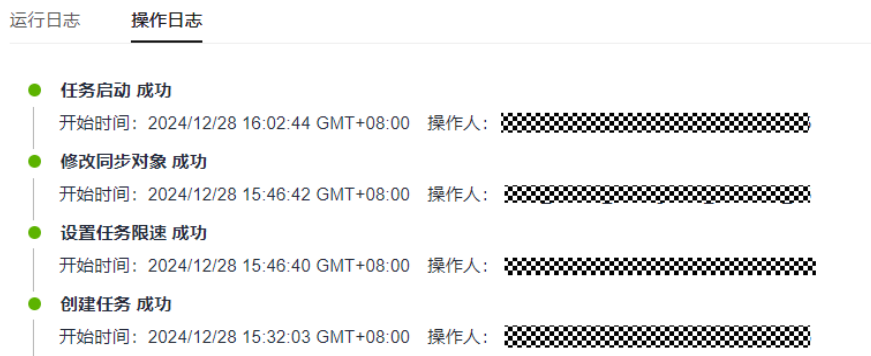 运行日志 操作日志
任务启动 成功
开始时间：2024/12/28 16:02:44 GMT+08:00 操作人：
修改同步对象 成功
开始时间：2024/12/28 15:46:42 GMT+08:00 操作人：
设置任务限速 成功
开始时间：2024/12/28 15:46:40 GMT+08:00 操作人：
创建任务 成功
开始时间：2024/12/28 15:32:03 GMT+08:00 操作人：